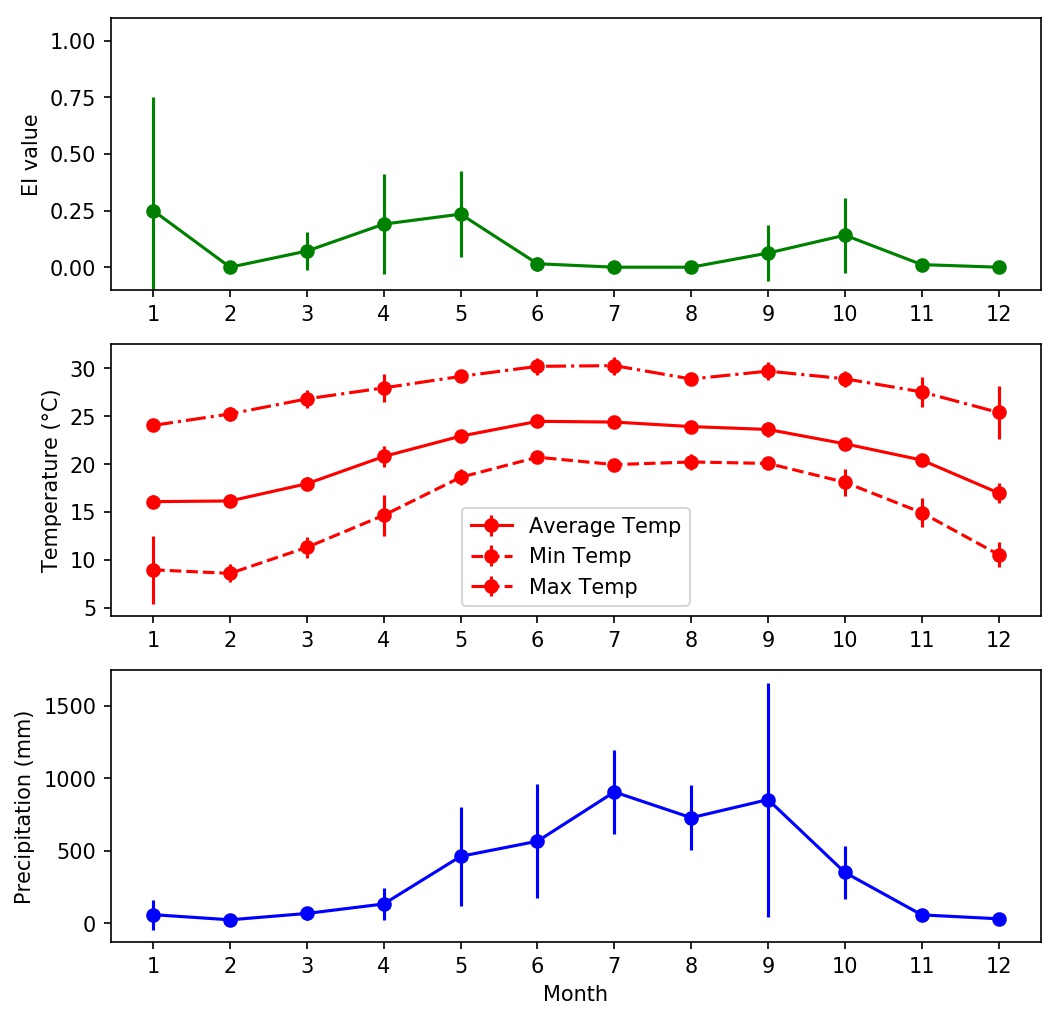 EI value
1.00
0.75
0.50
0.25
0.00
1 2 3 4 5 6 7 8 9 10 11 12
Temperature (°C)
30
25
20
15
10
5
Average Temp
Min Temp
Max Temp
1 2 3 4 5 6 7 8 9 10 11 12
Precipitation (mm)
1500
1000
500
0
1 2 3 4 5 6 7 8 9 10 11 12
Month